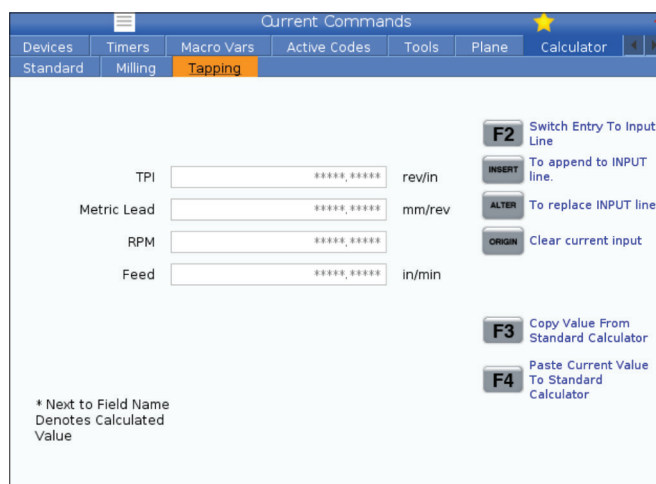 Current Commands
Devices Timers Macro Vars Active Codes Tools Plane Calculator
Standard Milling Tapping
F2 Switch Entry To Input
Line
INSERT To append to INPUT
line.
TPI *****.***** rev/in
ALTER To replace INPUT line
Metric Lead *****.***** mm/rev
ORIGIN Clear current input
RPM *****.*****
Feed *****.***** in/min
F3 Copy Value From
Standard Calculator
F4 Paste Current Value
To Standard
Calculator
* Next to Field Name
Denotes Calculated
Value